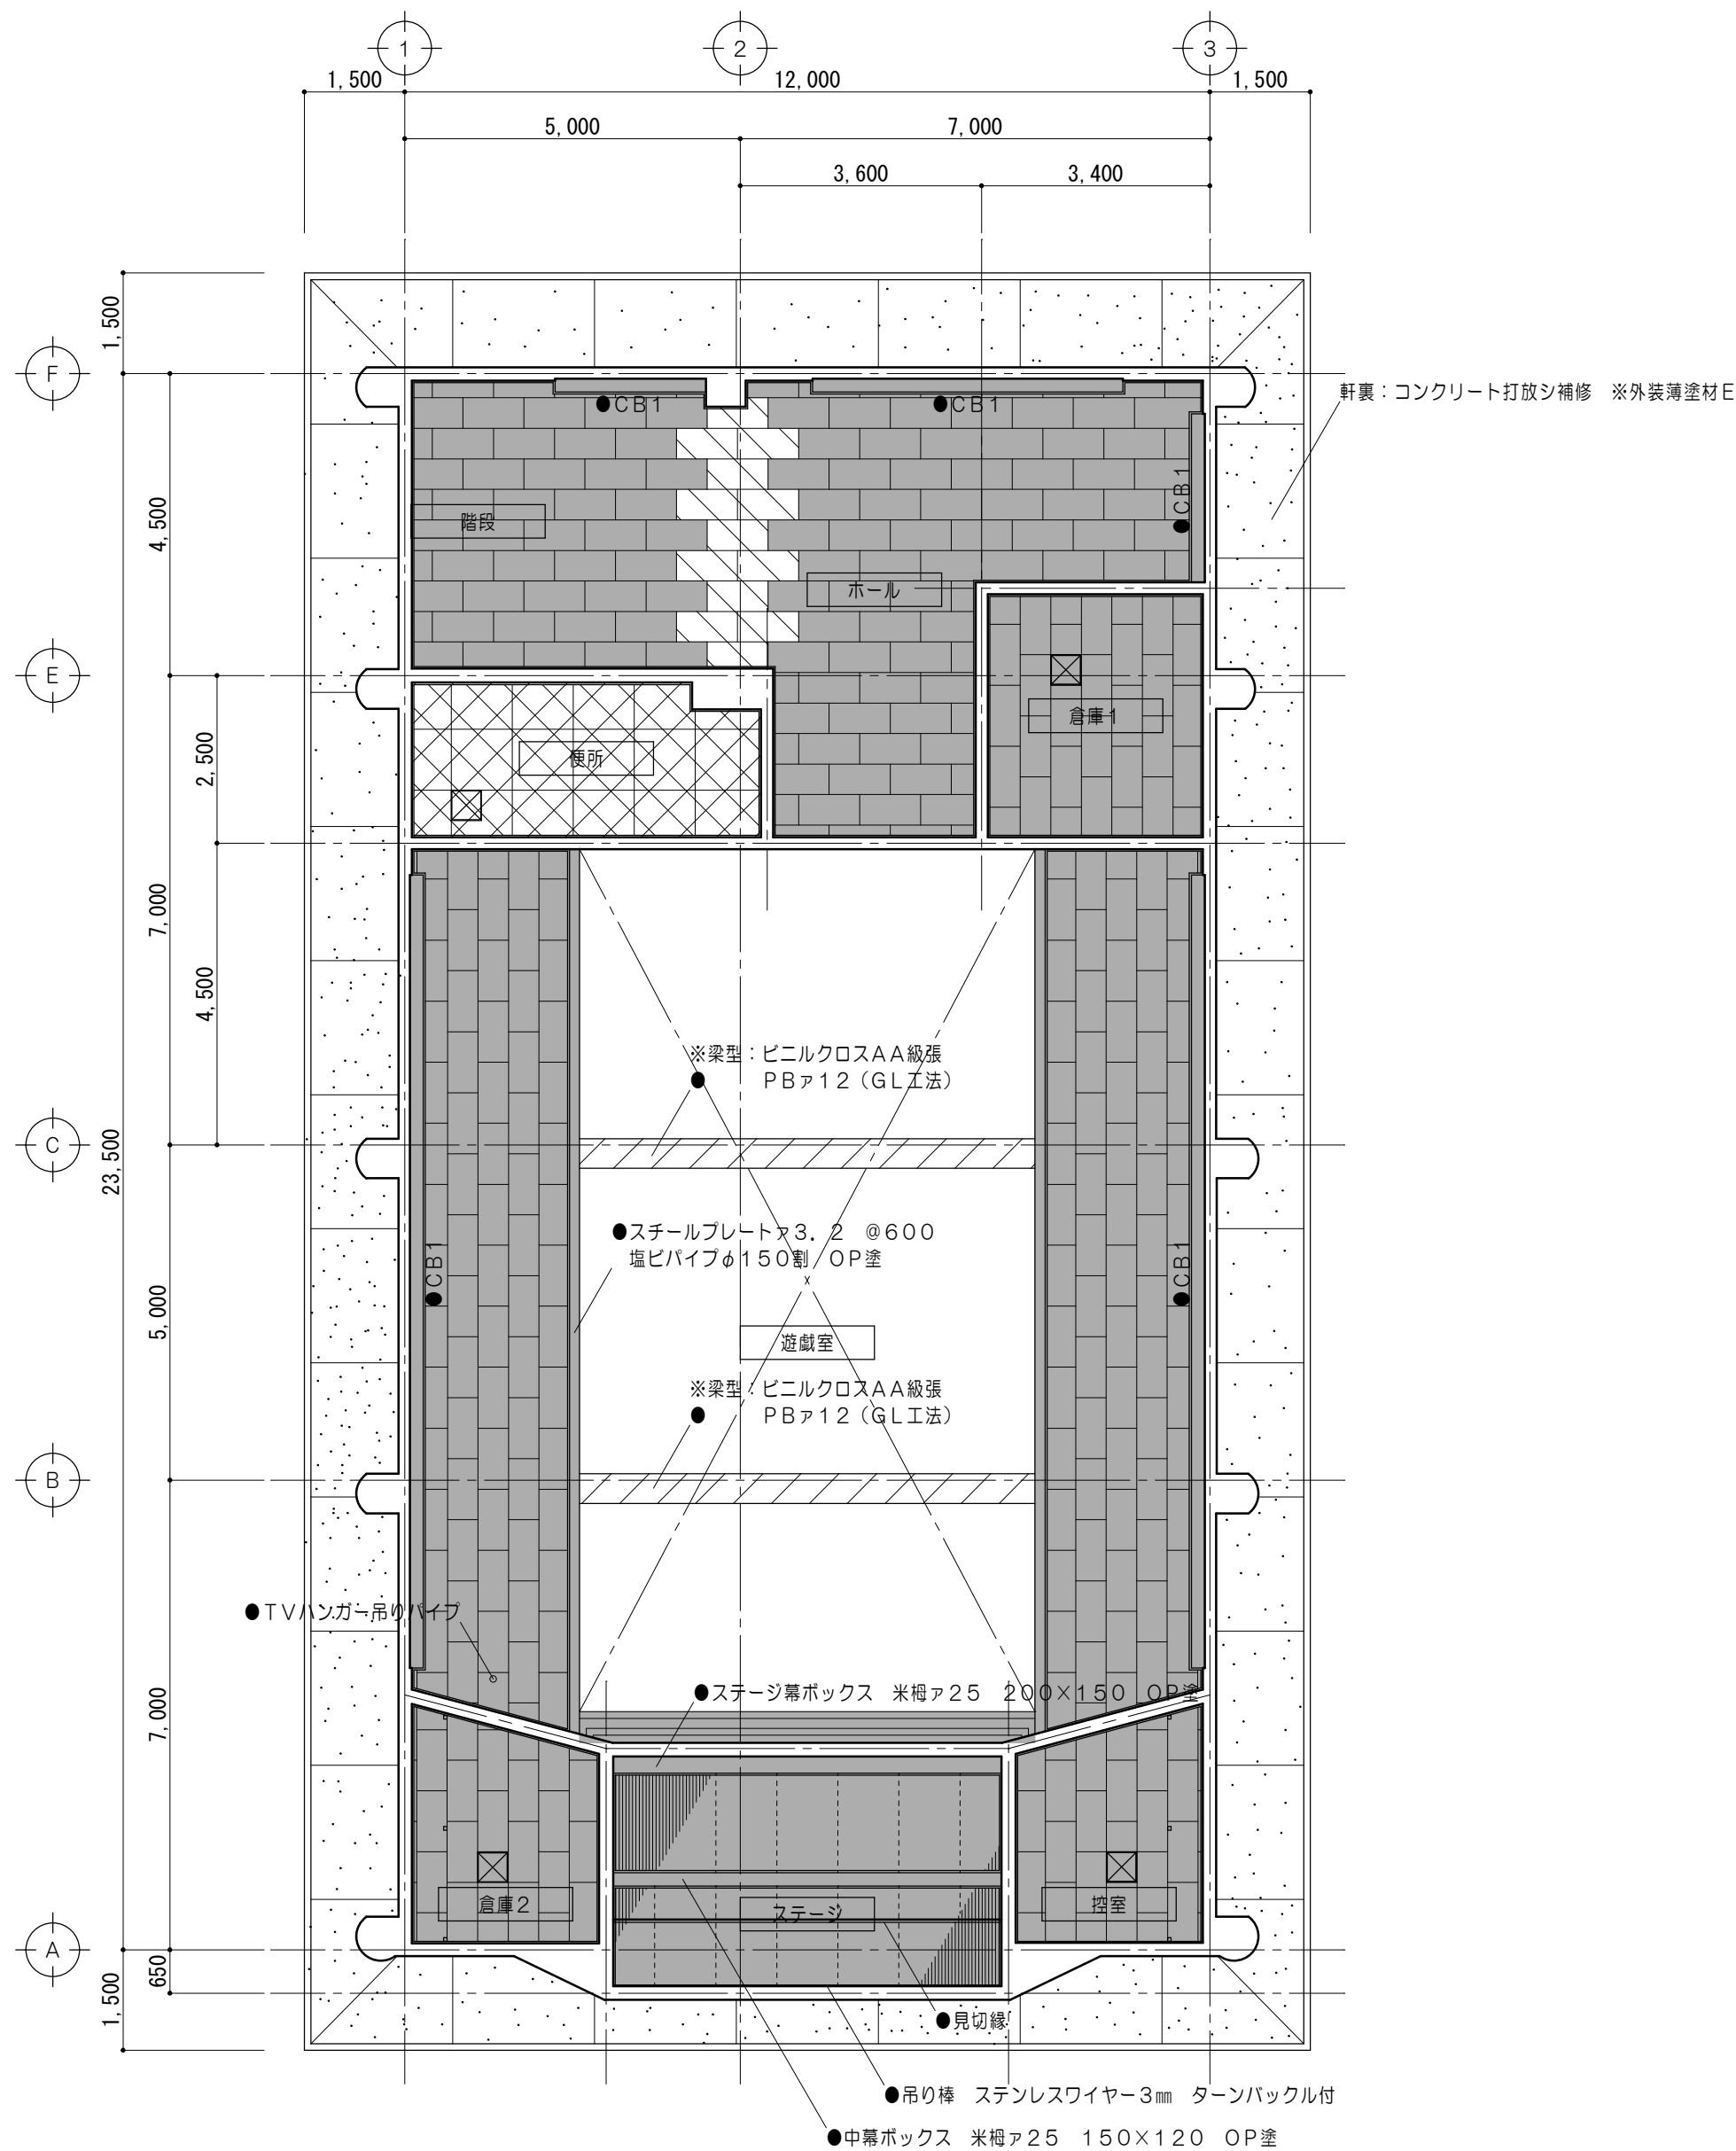 1
2
3
1,500
12,000
1,500
5,000
7,000
3,600
3,400
1,500
F
●CB1
●CB1
軒裏：コンクリート打放シ補修　※外装薄塗材E
●CB1
4,500
階段
ホール
E
倉庫1
2,500
便所
7,000
4,500
※梁型：ビニルクロスAA級張
●　　PBァ12（GL工法）
C
23,500
●スチールプレートァ3．2　@600
塩ビパイプφ150割　OP塗
●CB1
●CB1
5,000
遊戯室
※梁型：ビニルクロスAA級張
●　　PBァ12（GL工法）
B
●TVハンガー吊りパイプ
●ステージ幕ボックス　米栂ァ25　200×150　OP塗
7,000
倉庫2
ステージ
控室
A
650
1,500
●見切縁
●吊り棒　ステンレスワイヤー3㎜　ターンバックル付
●中幕ボックス　米栂ァ25　150×120　OP塗